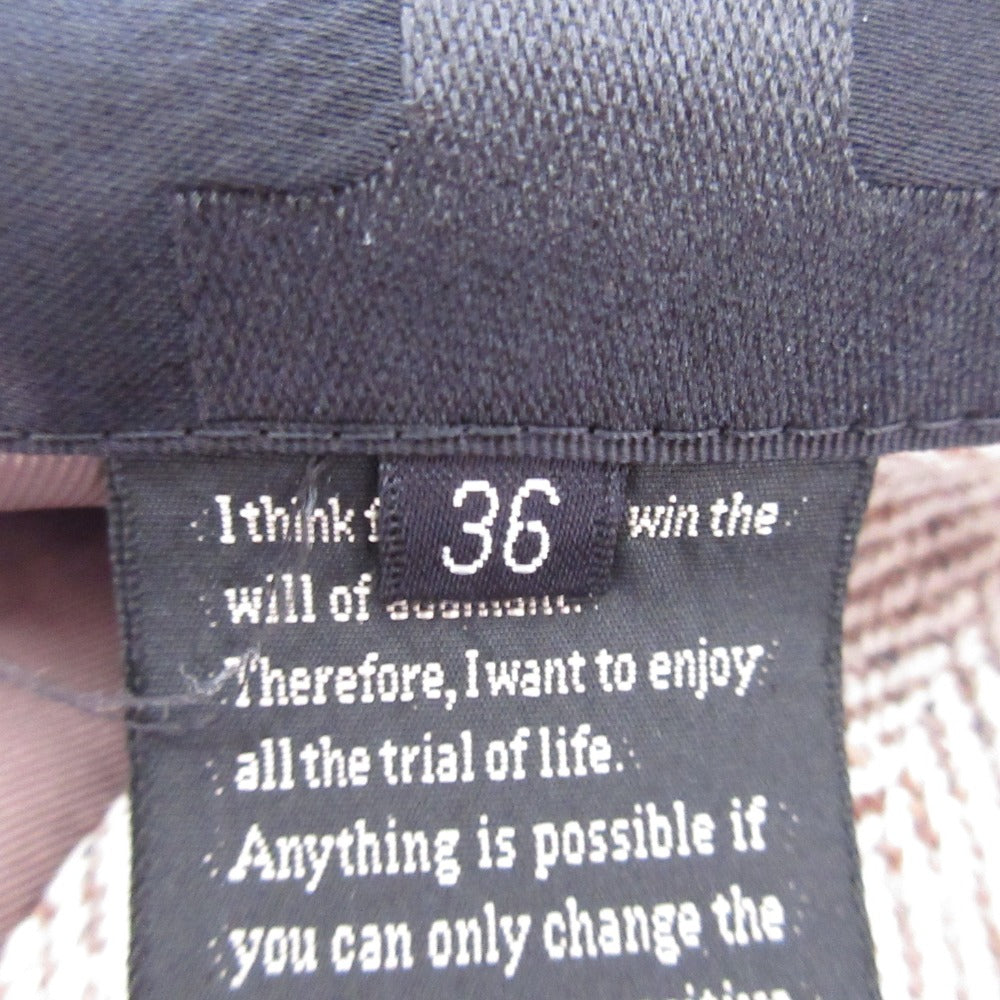 36
I think win the
will of
Therefore, I want to enjoy
all the trial of life.
Anything is possible if
you can only change the